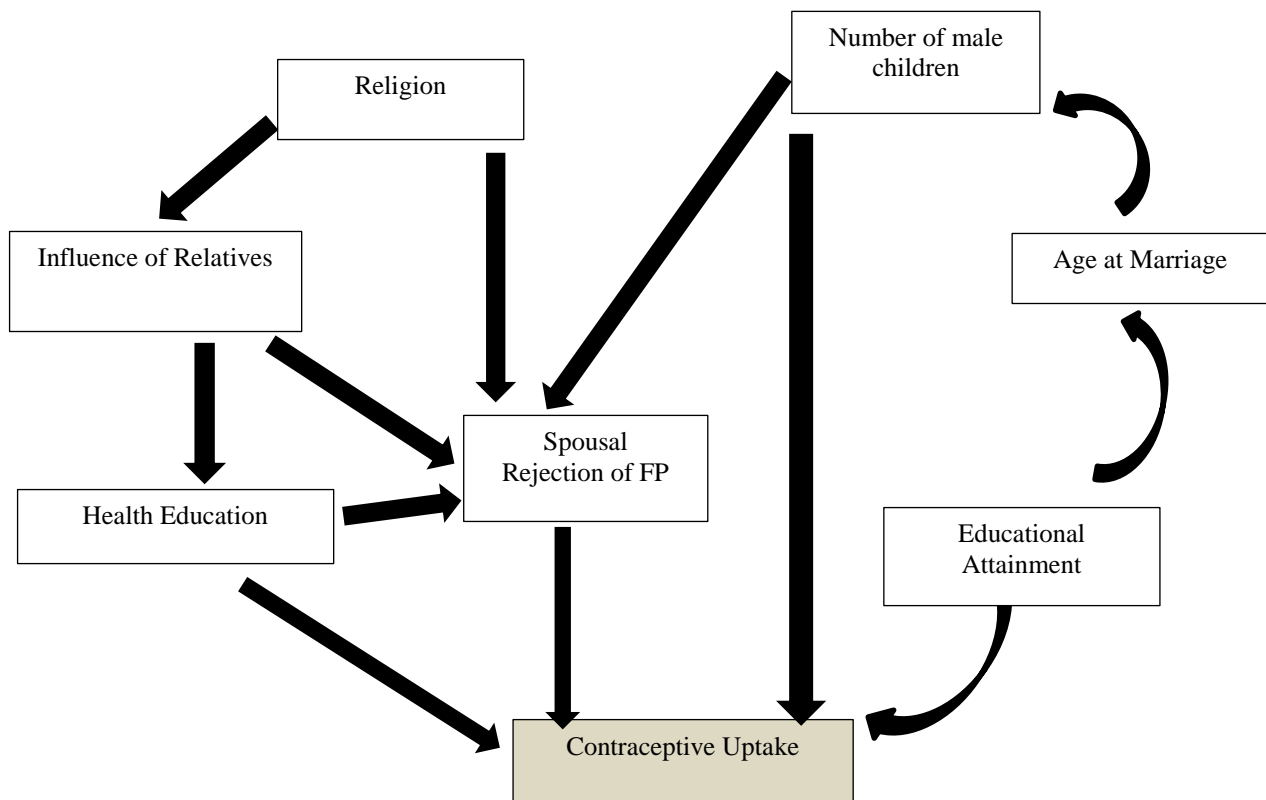 Number of male
children
Religion
Influence of Relatives
Age at Marriage
Spousal
Rejection of FP
Health Education
Educational
Attainment
Contraceptive Uptake